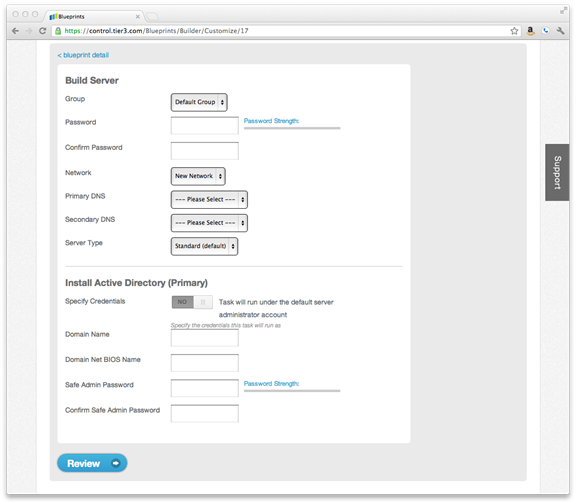 Blueprints
https://control.tier3.com/Blueprints/Builder/Customize/17
< blueprint detail
Build Server
Group
Default Group
Password
Password Strength:
Confirm Password
Network
New Network
Primary DNS
--- Please Select ---
Secondary DNS
--- Please Select ---
Server Type
Standard (default)
Support
Install Active Directory (Primary)
Specify Credentials
NO
Task will run under the default server
administrator account
Specify the credentials this task will run as
Domain Name
Domain Net BIOS Name
Safe Admin Password
Password Strength:
Confirm Safe Admin Password
Review